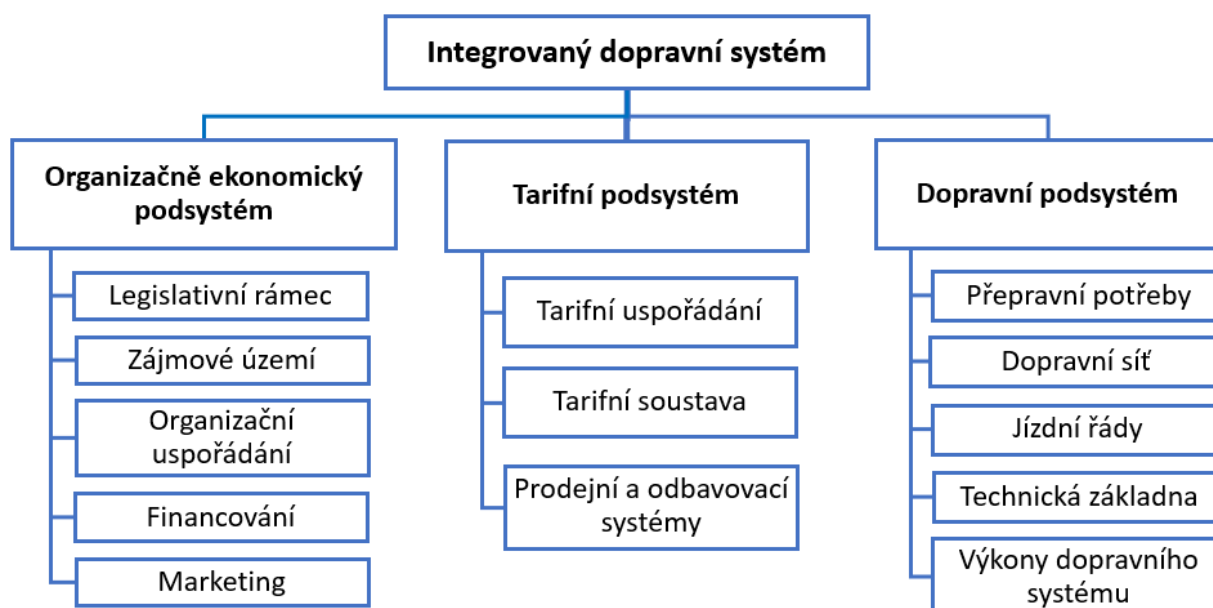 Integrovaný dopravní systém
Organizačně ekonomický
podsystém
Legislativní rámec
Zájmové území
Organizační
uspořádání
Financování
Marketing
Tarifní podsystém
Tarifní uspořádání
Tarifní soustava
Prodejní a odbavovací
systémy
Dopravní podsystém
Přepravní potřeby
Dopravní síť
Jízdní řády
Technická základna
Výkony dopravního
systému